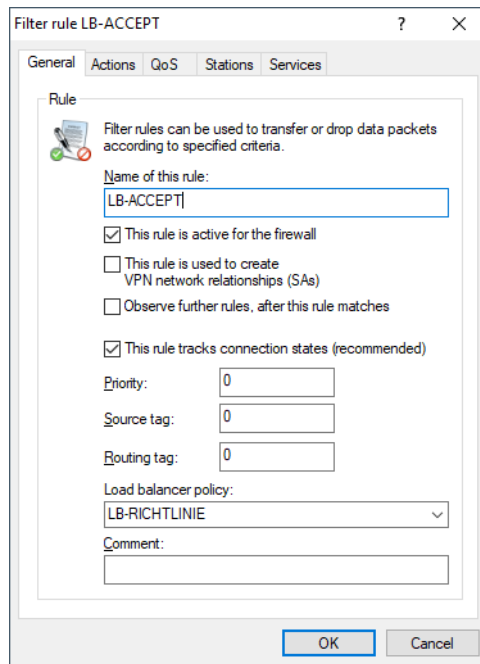 Filter rule LB-ACCEPT ? ×
General Actions QoS Stations Services
Rule
Filter rules can be used to transfer or drop data packets
according to specified criteria.
Name of this rule:
LB-ACCEPT
This rule is active for the firewall
This rule is used to create
VPN network relationships (SAs)
Observe further rules, after this rule matches
This rule tracks connection states (recommended)
Priority: 0
Source tag: 0
Routing tag: 0
Load balancer policy:
LB-RICHTLINIE
Comment:
OK Cancel